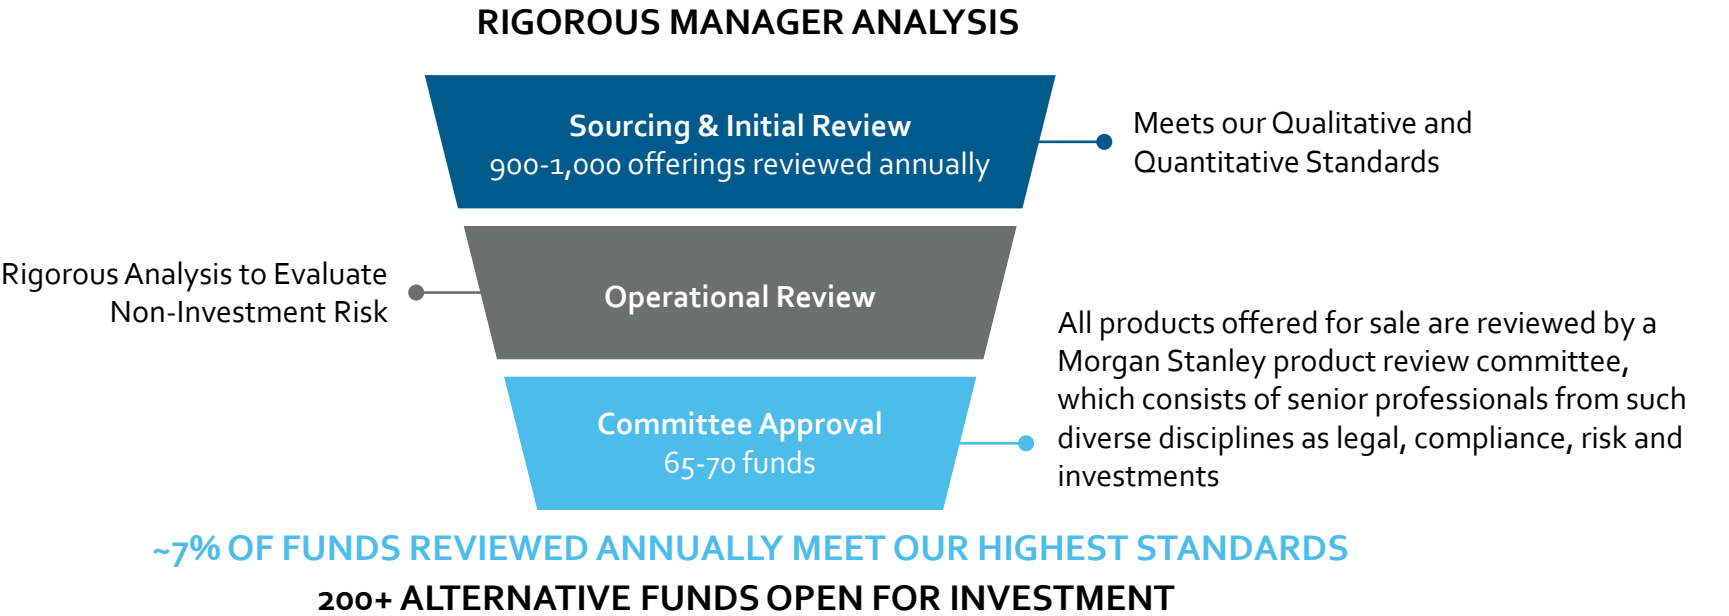 RIGOROUS MANAGER ANALYSIS
Sourcing & Initial Review
900-1,000 offerings reviewed annually
Meets our Qualitative and
Quantitative Standards
Rigorous Analysis to Evaluate
Non-Investment Risk
Operational Review
All products offered for sale are reviewed by a
Morgan Stanley product review committee,
which consists of senior professionals from such
diverse disciplines as legal, compliance, risk and
investments
Committee Approval
65-70 funds
~7% OF FUNDS REVIEWED ANNUALLY MEET OUR HIGHEST STANDARDS
200+ ALTERNATIVE FUNDS OPEN FOR INVESTMENT